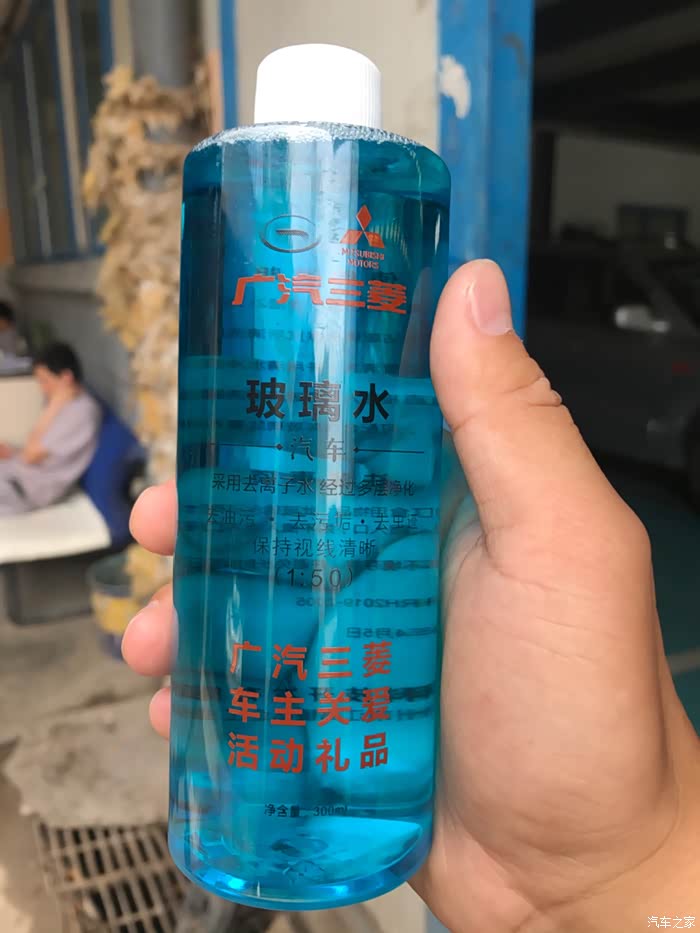 MITSUBISHI
MOTORS
广汽三菱
玻璃水
汽车
采用去离子水 经过多层净化
去油污·去污垢·去虫迹
保持视线清晰
(1:50)
广汽三菱
车主关爱
活动礼品
净含量:300ml
汽车之家